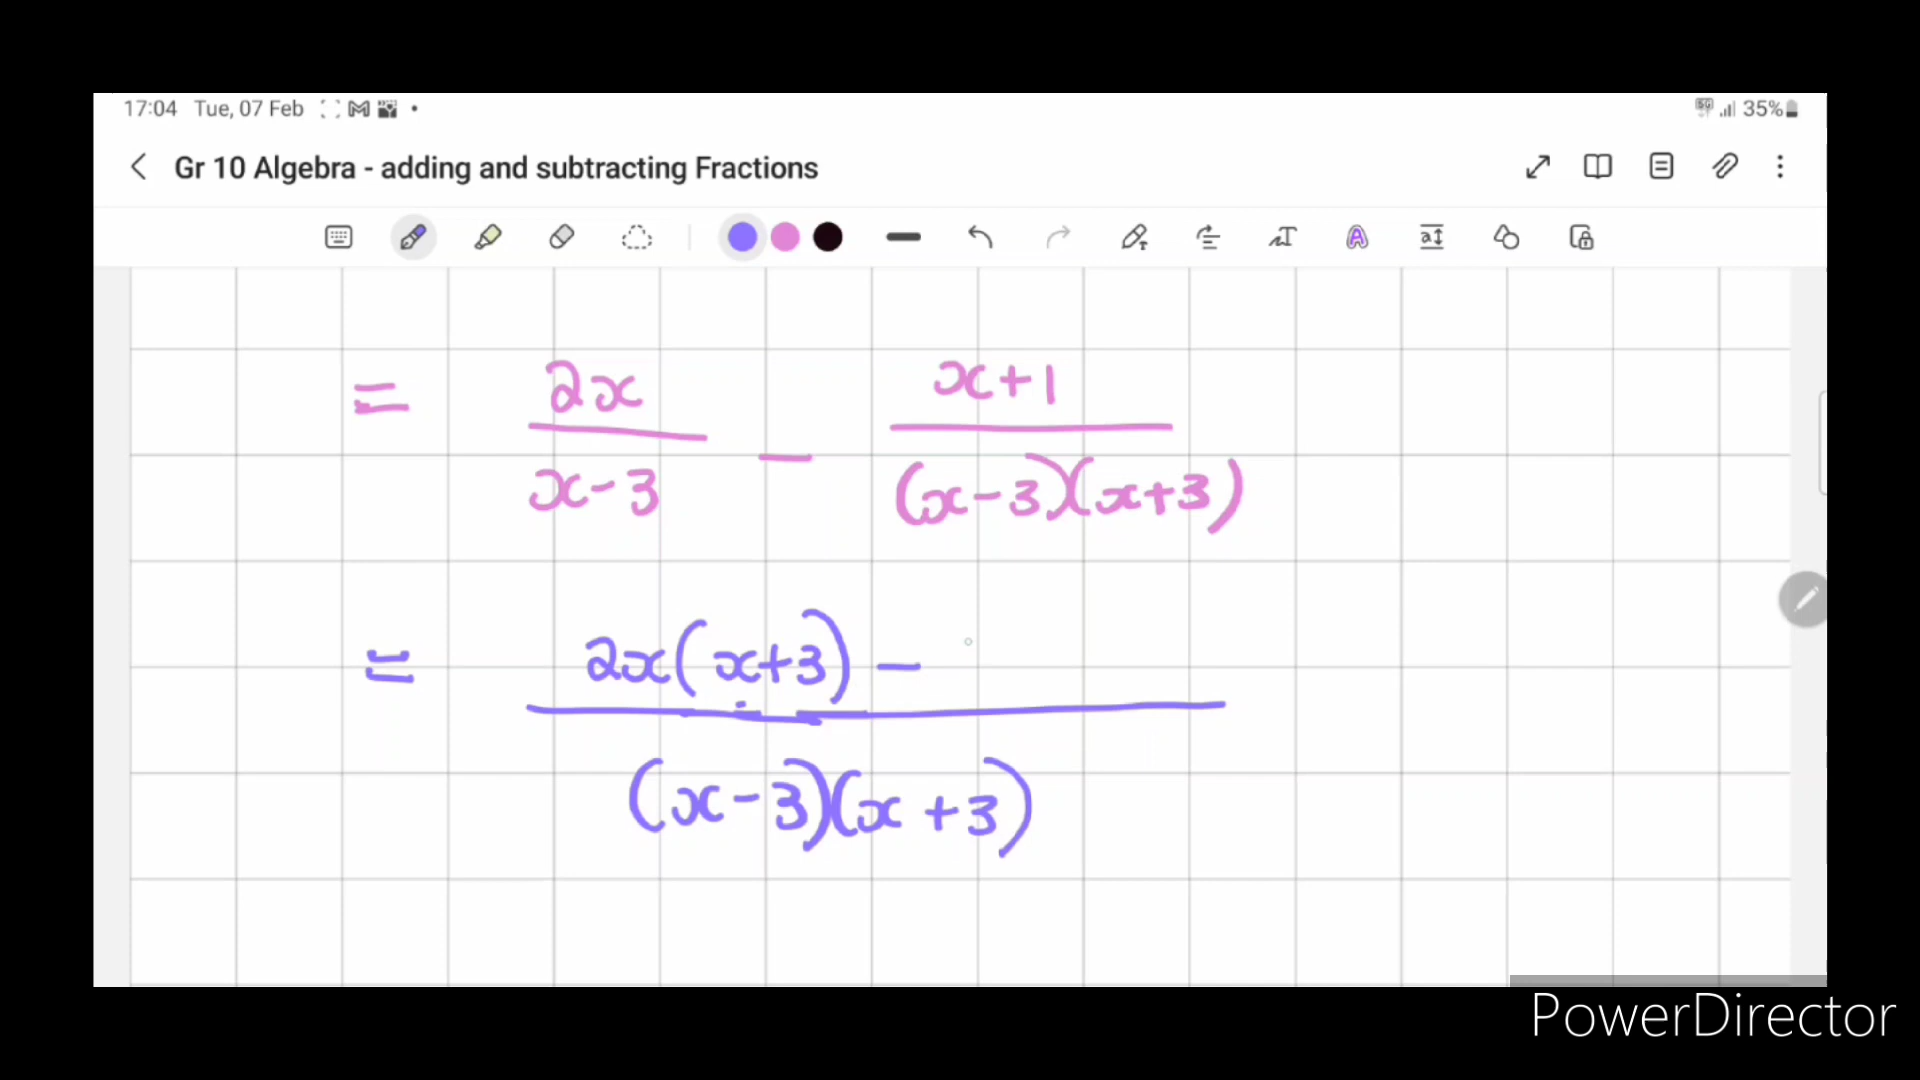 17:04 Tue, 07 Feb
5G 35%
Gr 10 Algebra - adding and subtracting Fractions
= 2x/(x-3) - (x+1)/((x-3)(x+3))
= (2x(x+3) - )/((x-3)(x+3))
PowerDirector